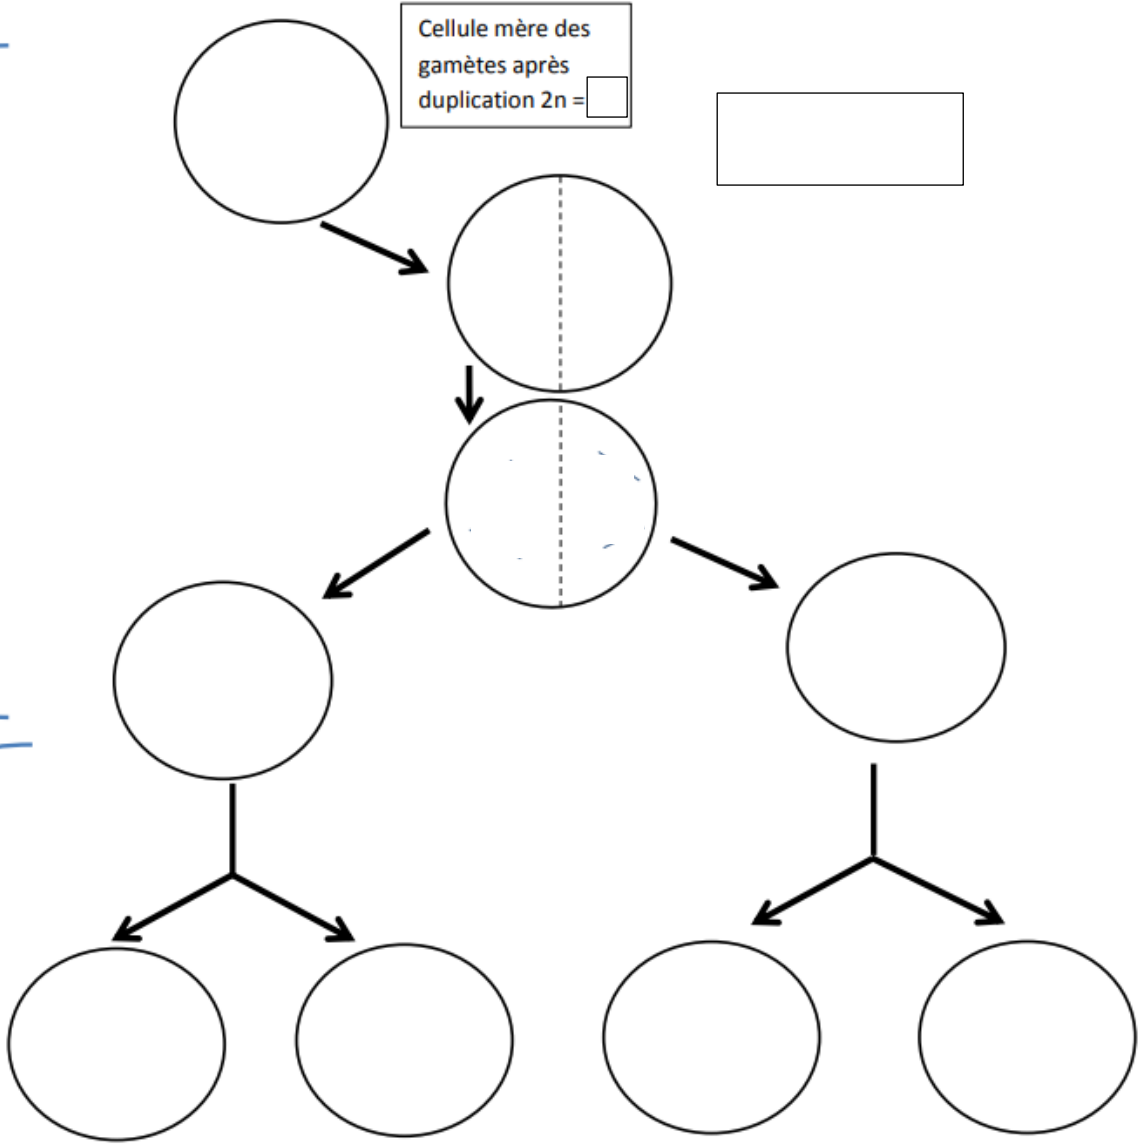 Cellule mère des
gamètes après
duplication 2n =